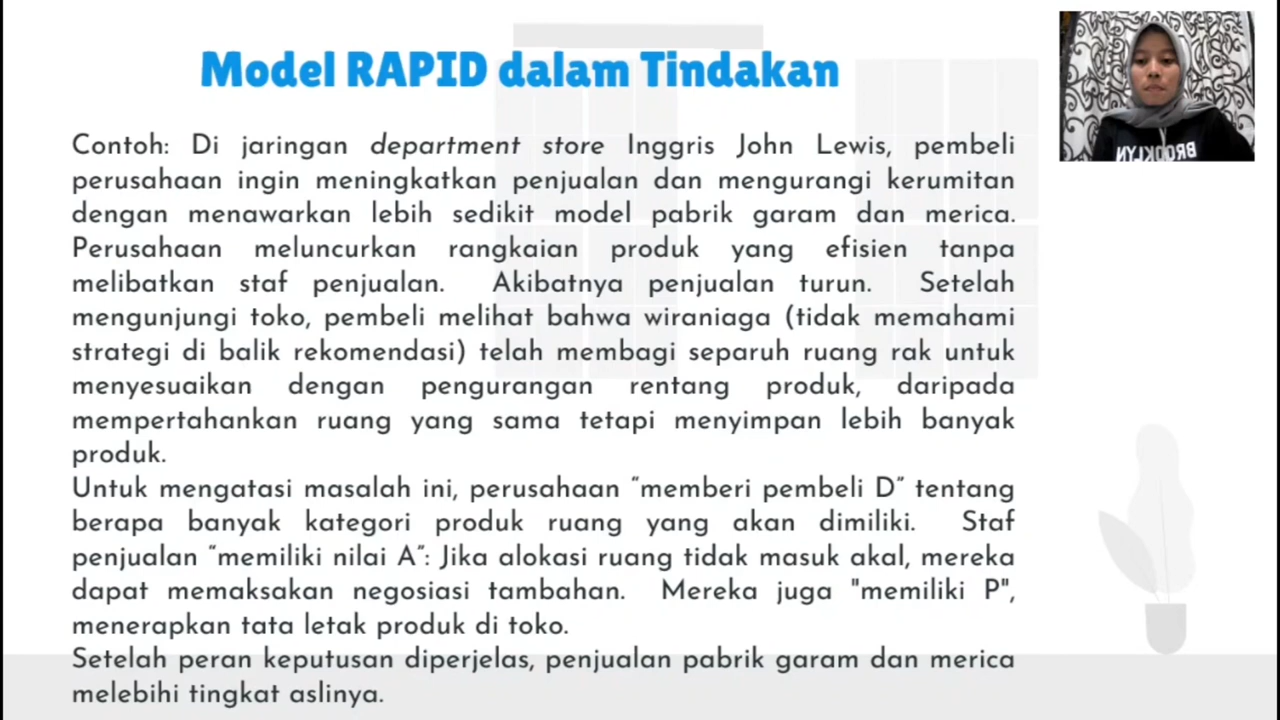 Model RAPID dalam Tindakan
Contoh: Di jaringan department store Inggris John Lewis, pembeli
perusahaan ingin meningkatkan penjualan dan mengurangi kerumitan
dengan menawarkan lebih sedikit model pabrik garam dan merica.
Perusahaan meluncurkan rangkaian produk yang efisien tanpa
melibatkan staf penjualan. Akibatnya penjualan turun. Setelah
mengunjungi toko, pembeli melihat bahwa wiraniaga (tidak memahami
strategi di balik rekomendasi) telah membagi separuh ruang rak untuk
menyesuaikan dengan pengurangan rentang produk, daripada
mempertahankan ruang yang sama tetapi menyimpan lebih banyak
produk.
Untuk mengatasi masalah ini, perusahaan “memberi pembeli D” tentang
berapa banyak kategori produk ruang yang akan dimiliki. Staf
penjualan “memiliki nilai A”: Jika alokasi ruang tidak masuk akal, mereka
dapat memaksakan negosiasi tambahan. Mereka juga "memiliki P",
menerapkan tata letak produk di toko.
Setelah peran keputusan diperjelas, penjualan pabrik garam dan merica
melebihi tingkat aslinya.
BROOKLYN